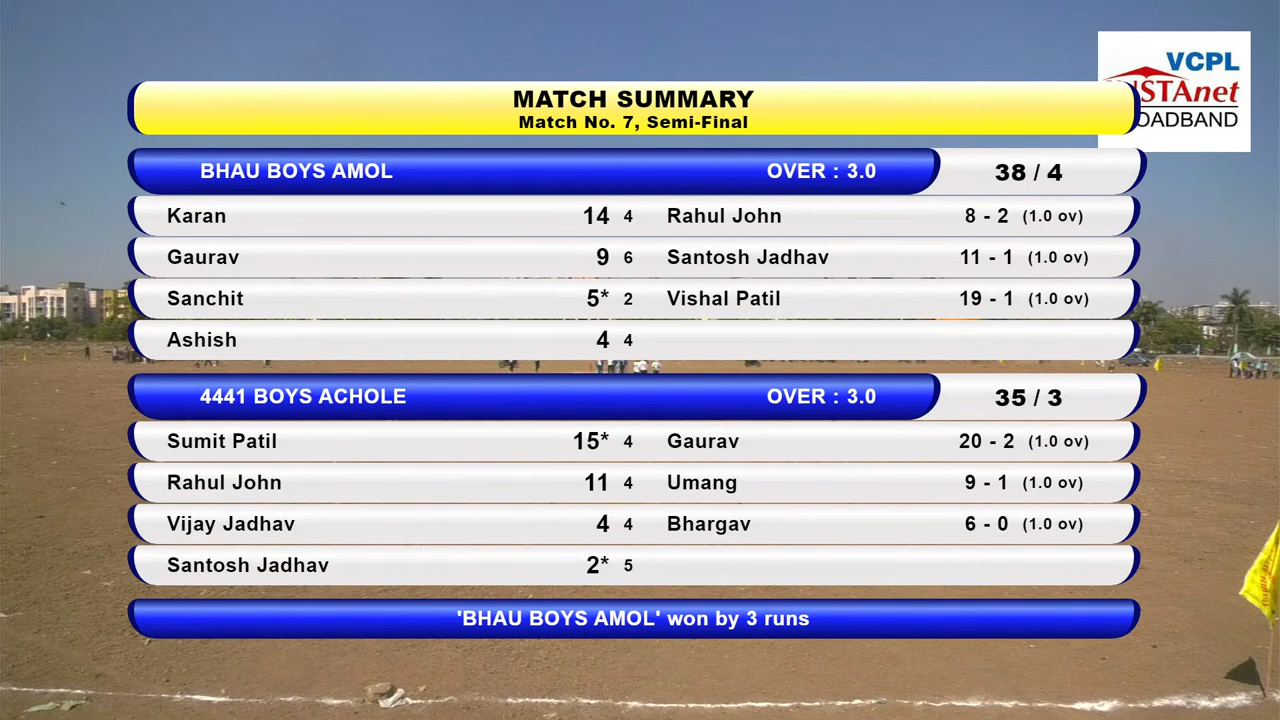 VCPL
STAnet
OADBAND
MATCH SUMMARY
Match No. 7, Semi-Final
BHAU BOYS AMOL OVER : 3.0 38 / 4
Karan 14 4 Rahul John 8 - 2 (1.0 ov)
Gaurav 9 6 Santosh Jadhav 11 - 1 (1.0 ov)
Sanchit 5* 2 Vishal Patil 19 - 1 (1.0 ov)
Ashish 4 4
4441 BOYS ACHOLE OVER : 3.0 35 / 3
Sumit Patil 15* 4 Gaurav 20 - 2 (1.0 ov)
Rahul John 11 4 Umang 9 - 1 (1.0 ov)
Vijay Jadhav 4 4 Bhargav 6 - 0 (1.0 ov)
Santosh Jadhav 2* 5
'BHAU BOYS AMOL' won by 3 runs